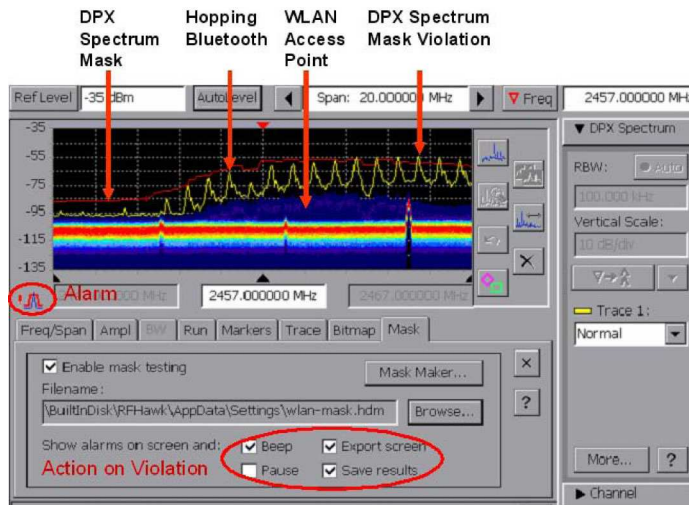 DPX Spectrum Mask
Hopping Bluetooth
WLAN Access Point
DPX Spectrum Mask Violation
Ref Level -35 dBm AutoLevel Span: 20.000000 MHz Freq 2457.000000 MHz
-35
-55
-75
-95
-115
-135
Alarm
2457.000000 MHz
2467.000000 MHz
Freq/Span Ampl BW Run Markers Trace Bitmap Mask
Enable mask testing
Mask Maker...
Filename:
\BuiltInDisk\RFHawk\AppData\Settings\wlan-mask.hdm Browse...
Show alarms on screen and: Beep Export screen
Action on Violation Pause Save results
?
DPX Spectrum
RBW: AUTO
100.000 kHz
Vertical Scale:
10 dB/div
Trace 1:
Normal
More... ?
Channel